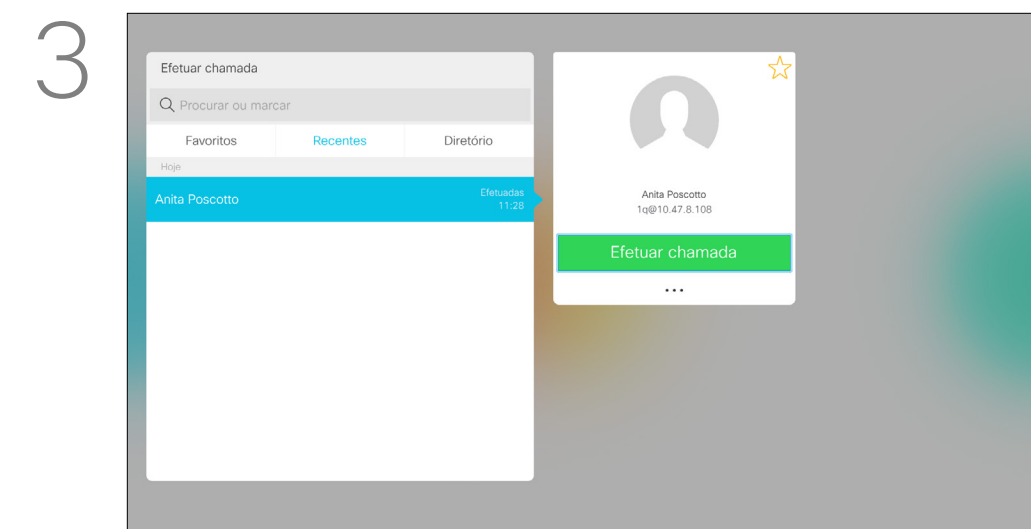 3
Efetuar chamada
Procurar ou marcar
Favoritos Recentes Diretório
Hoje
Anita Poscotto
Efetuadas
11:28
Anita Poscotto
1q@10.47.8.108
Efetuar chamada
...